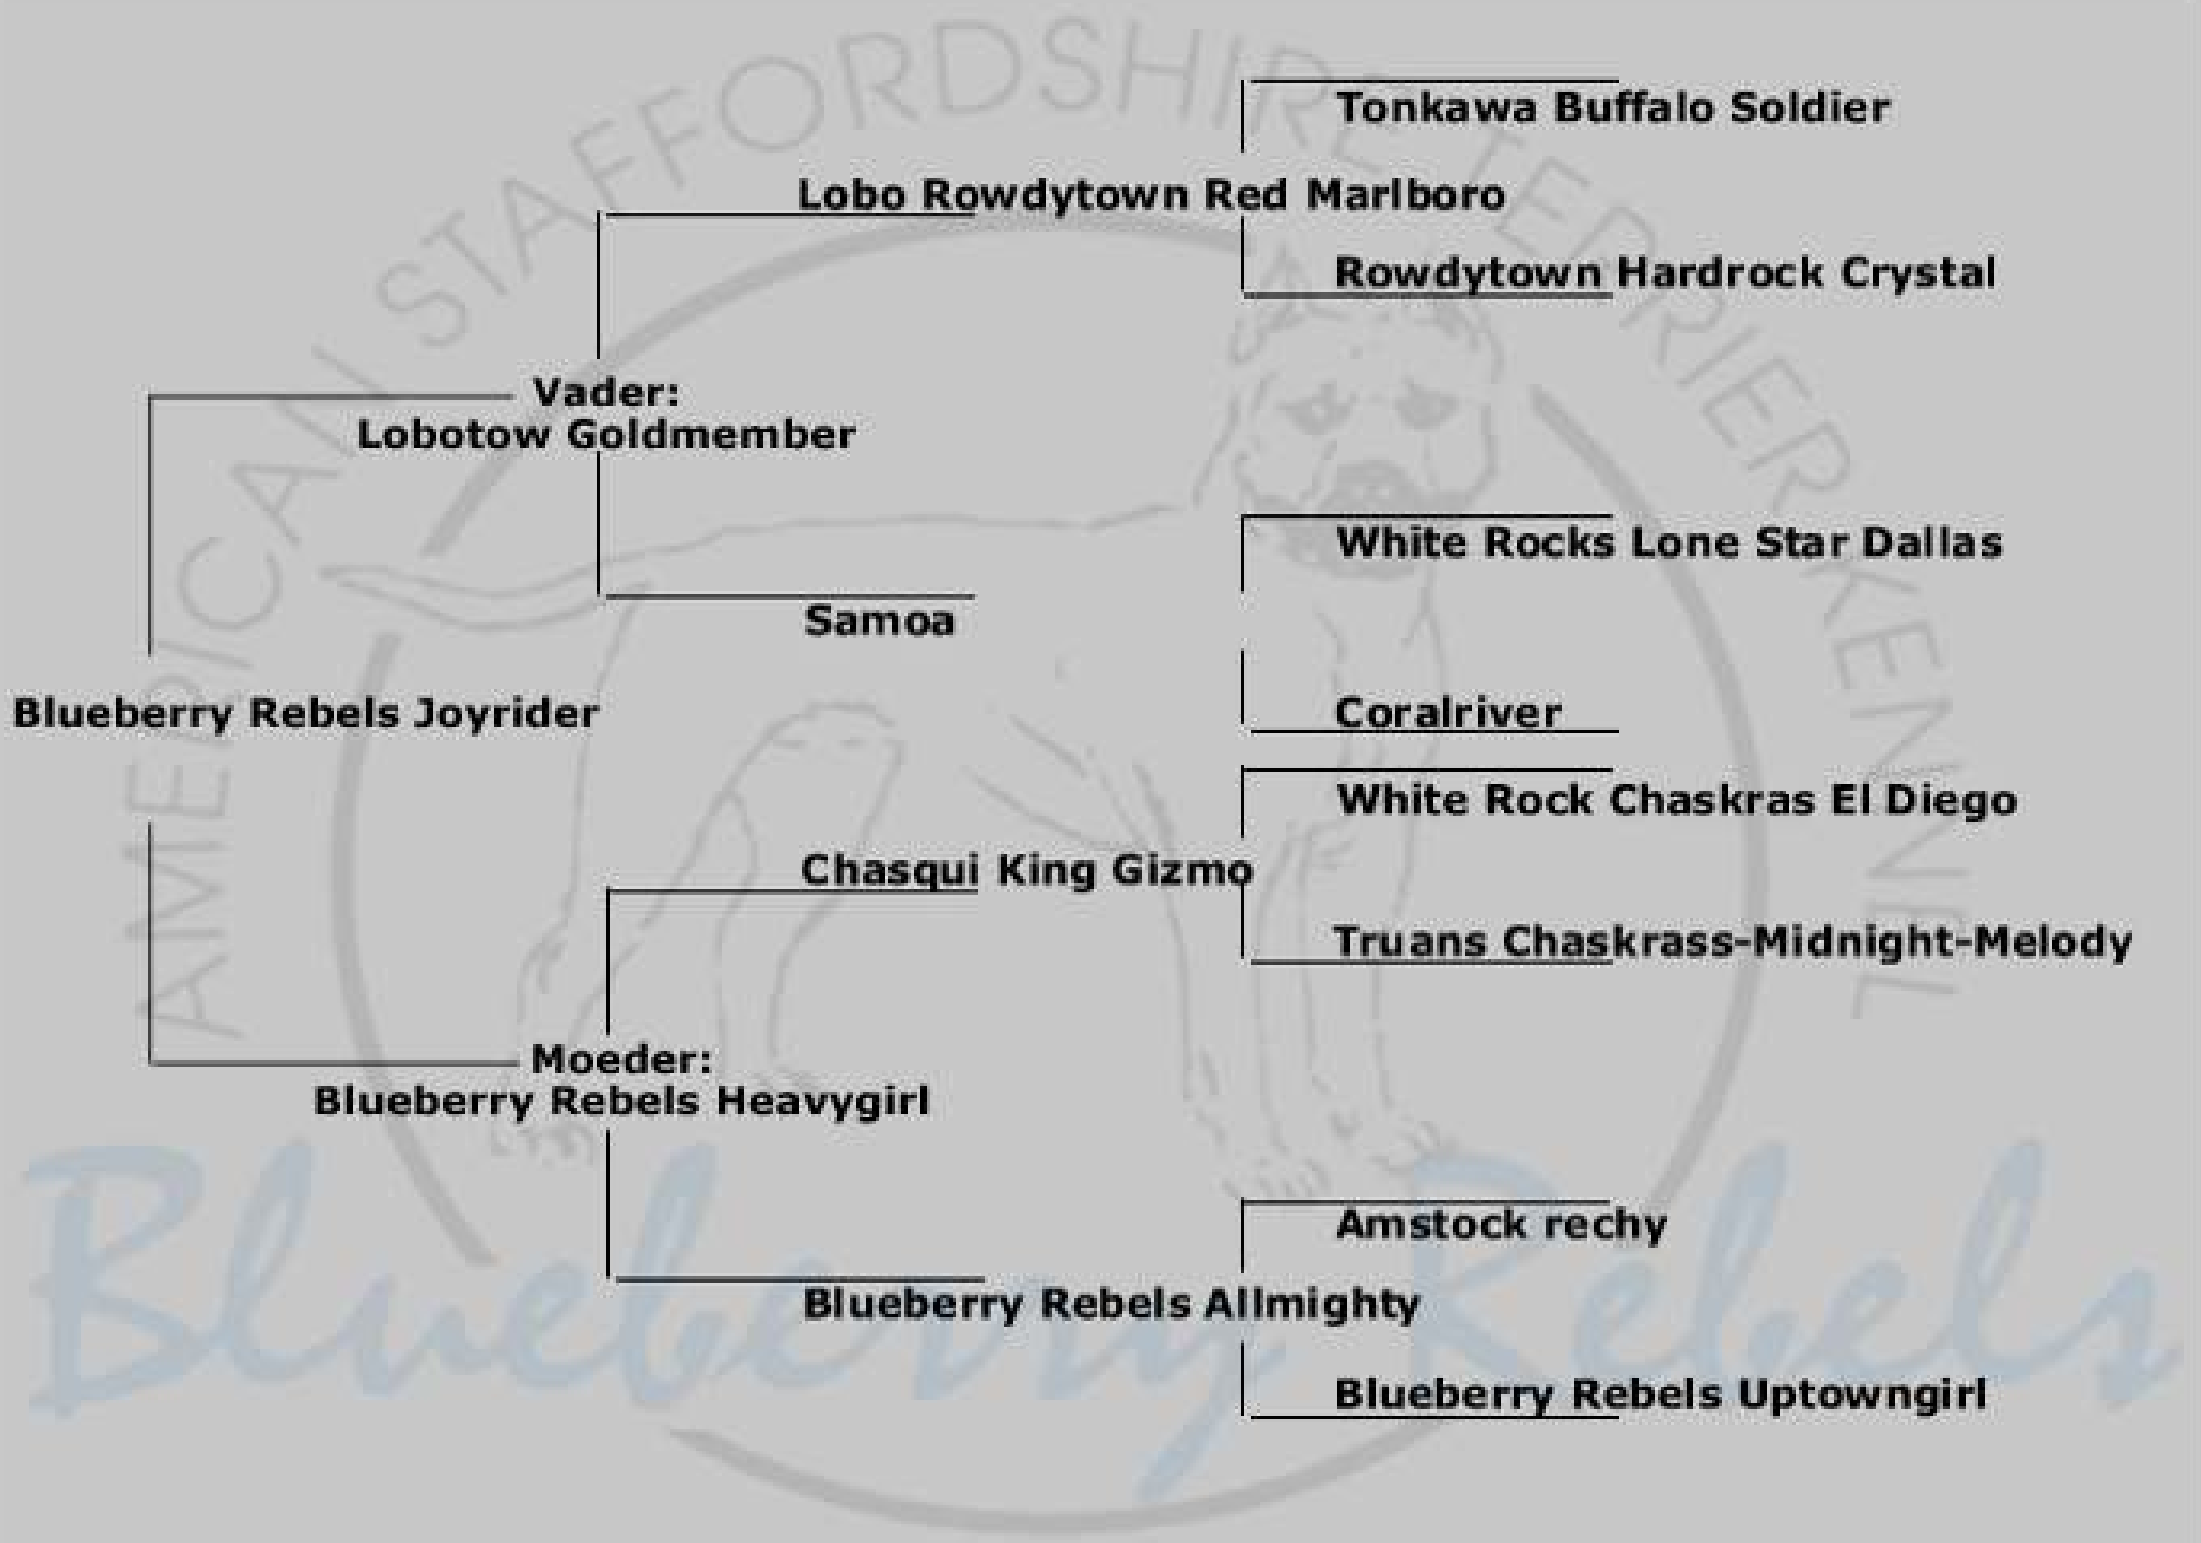 AMERICAN STAFFORDSHIRE TERRIER KENNEL
Tonkawa Buffalo Soldier
Lobo Rowdytown Red Marlboro
Rowdytown Hardrock Crystal
Vader:
Lobotow Goldmember
White Rocks Lone Star Dallas
Samoa
Blueberry Rebels Joyrider
Coralriver
White Rock Chaskras El Diego
Chasqui King Gizmo
Truans Chaskrass-Midnight-Melody
Moeder:
Blueberry Rebels Heavygirl
Amstock rechy
Blueberry Rebels Allmighty
Blueberry Rebels Uptowngirl
Blueberry Rebels